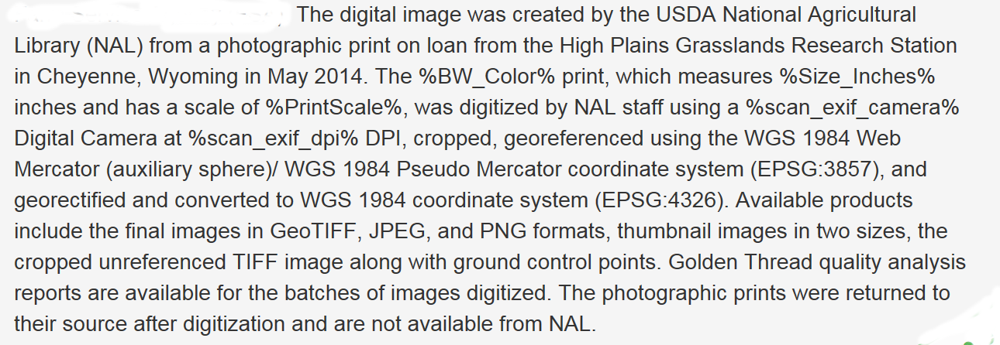 The digital image was created by the USDA National Agricultural
Library (NAL) from a photographic print on loan from the High Plains Grasslands Research Station
in Cheyenne, Wyoming in May 2014. The %BW_Color% print, which measures %Size_Inches%
inches and has a scale of %PrintScale%, was digitized by NAL staff using a %scan_exif_camera%
Digital Camera at %scan_exif_dpi% DPI, cropped, georeferenced using the WGS 1984 Web
Mercator (auxiliary sphere)/ WGS 1984 Pseudo Mercator coordinate system (EPSG:3857), and
georectified and converted to WGS 1984 coordinate system (EPSG:4326). Available products
include the final images in GeoTIFF, JPEG, and PNG formats, thumbnail images in two sizes, the
cropped unreferenced TIFF image along with ground control points. Golden Thread quality analysis
reports are available for the batches of images digitized. The photographic prints were returned to
their source after digitization and are not available from NAL.